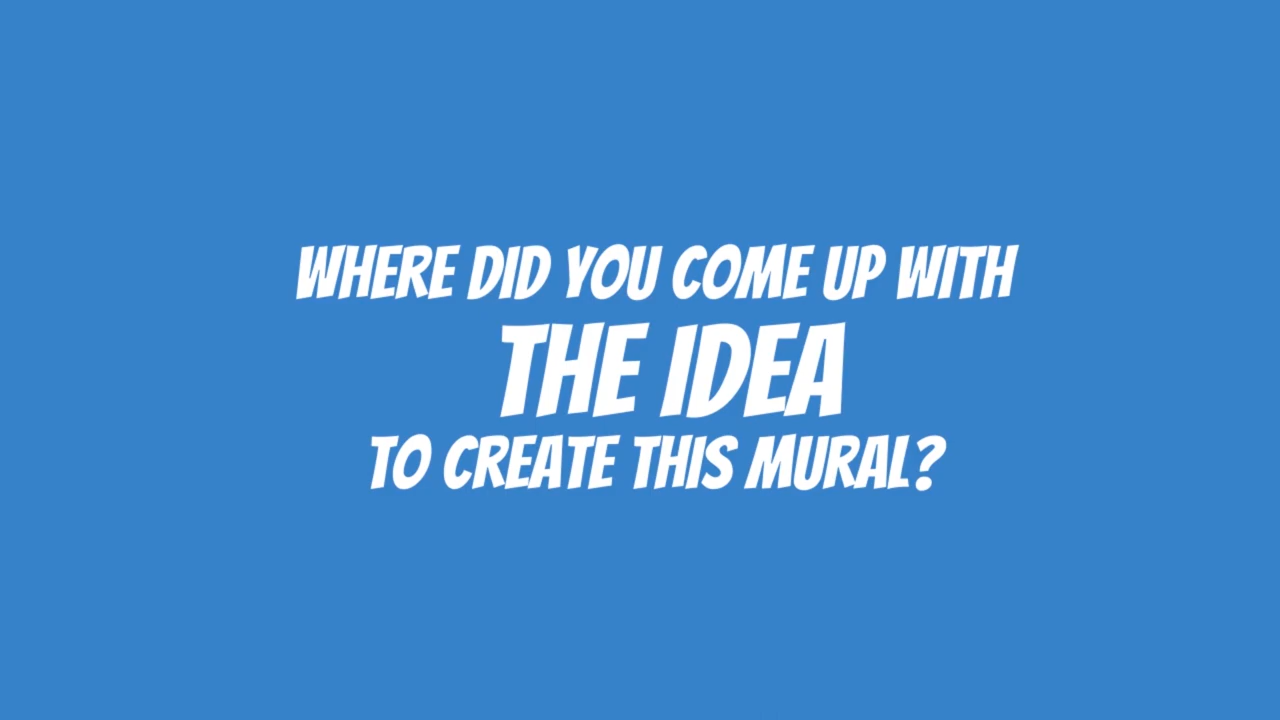 WHERE DID YOU COME UP WITH
THE IDEA
TO CREATE THIS MURAL?